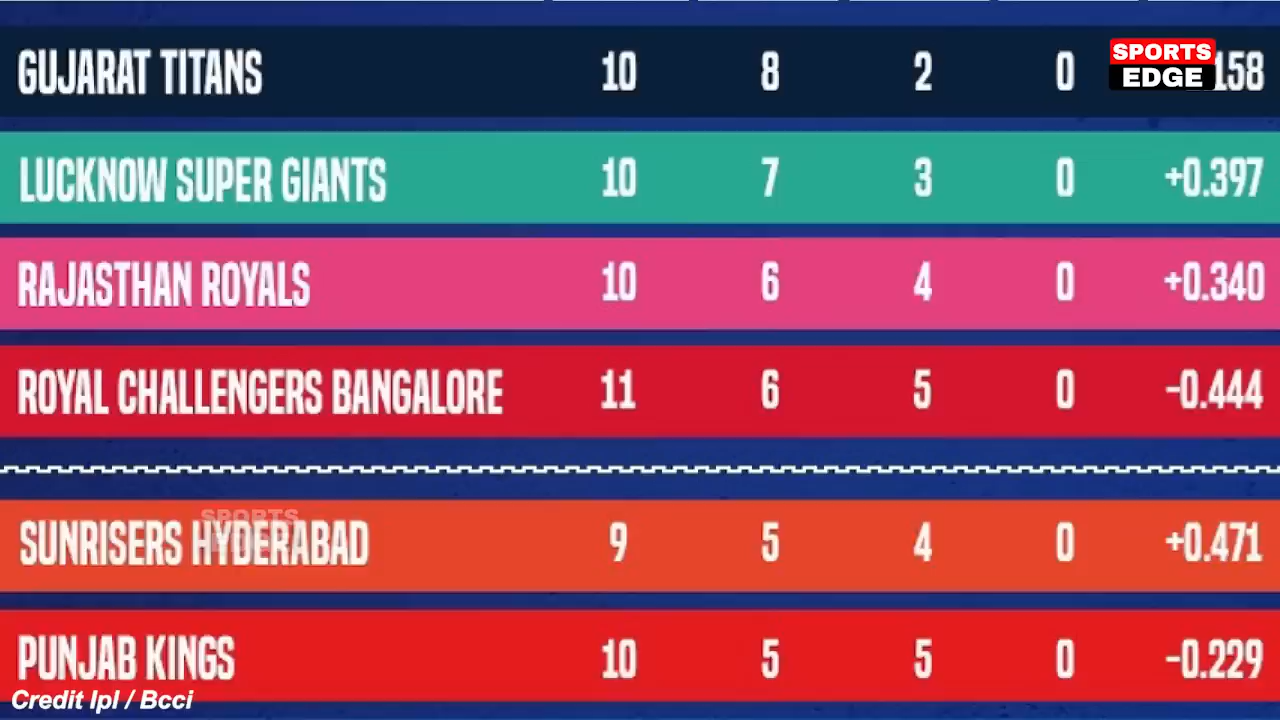 GUJARAT TITANS 10 8 2 0 158
SPORTS
EDGE
LUCKNOW SUPER GIANTS 10 7 3 0 +0.397
RAJASTHAN ROYALS 10 6 4 0 +0.340
ROYAL CHALLENGERS BANGALORE 11 6 5 0 -0.444
SPORTS
SUNRISERS HYDERABAD 9 5 4 0 +0.471
PUNJAB KINGS 10 5 5 0 -0.229
Credit Ipl / Bcci